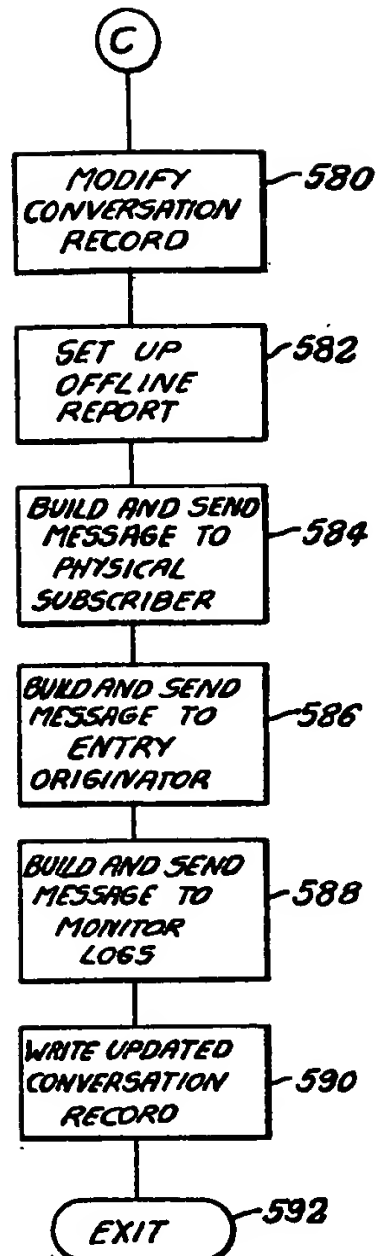 C
MODIFY
CONVERSATION
RECORD
580
SET UP
OFFLINE
REPORT
582
BUILD AND SEND
MESSAGE TO
PHYSICAL
SUBSCRIBER
584
BUILD AND SEND
MESSAGE TO
ENTRY
ORIGINATOR
586
BUILD AND SEND
MESSAGE TO
MONITOR
LOGS
588
WRITE UPDATED
CONVERSATION
RECORD
590
EXIT
592